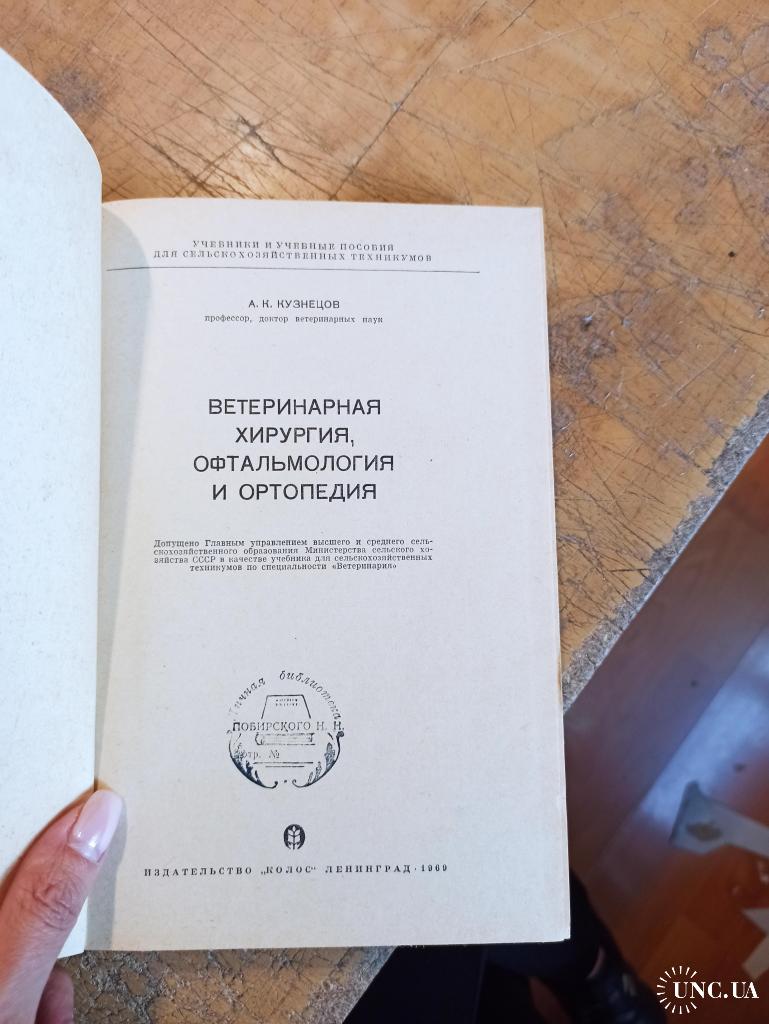 УЧЕБНИКИ И УЧЕБНЫЕ ПОСОБИЯ
ДЛЯ СЕЛЬСКОХОЗЯЙСТВЕННЫХ ТЕХНИКУМОВ
А. К. КУЗНЕЦОВ
профессор, доктор ветеринарных наук
ВЕТЕРИНАРНАЯ
ХИРУРГИЯ,
ОФТАЛЬМОЛОГИЯ
И ОРТОПЕДИЯ
Допущено Главным управлением высшего и среднего сель-
скохозяйственного образования Министерства сельского хо-
зяйства СССР в качестве учебника для сельскохозяйственных
техникумов по специальности «Ветеринария»
Личная библиотека
ПОБИРСКОГО Н. Н.
№
ИЗДАТЕЛЬСТВО „КОЛОС“ ЛЕНИНГРАД · 1969
UNC.UA